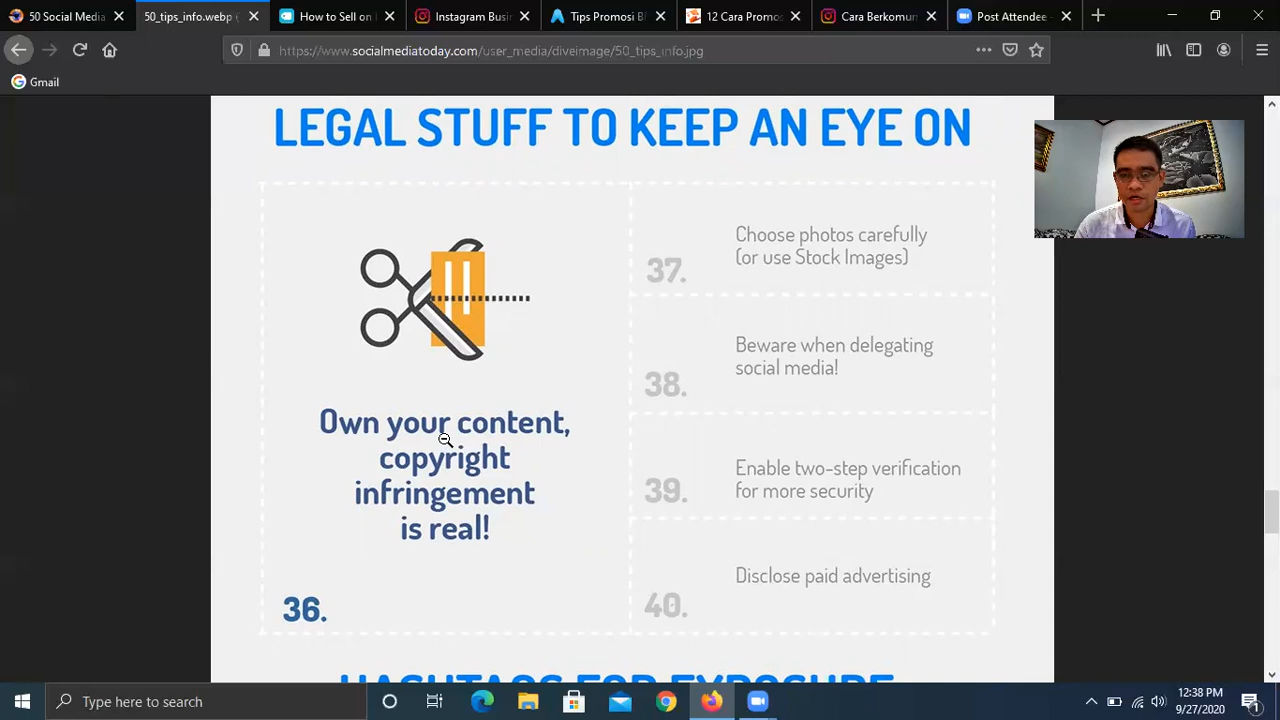 50 Social Media
50_tips_info.webp
How to Sell on
Instagram Busi
Tips Promosi B
12 Cara Promo
Cara Berkomun
Post Attendee
https://www.socialmediatoday.com/user_media/diveimage/50_tips_info.jpg
Gmail
LEGAL STUFF TO KEEP AN EYE ON
Own your content,
copyright
infringement
is real!
36.
Choose photos carefully
(or use Stock Images)
37.
Beware when delegating
social media!
38.
Enable two-step verification
for more security
39.
Disclose paid advertising
40.
HASHTAGS FOR EXPOSURE
Type here to search
12:38 PM
9/27/2020